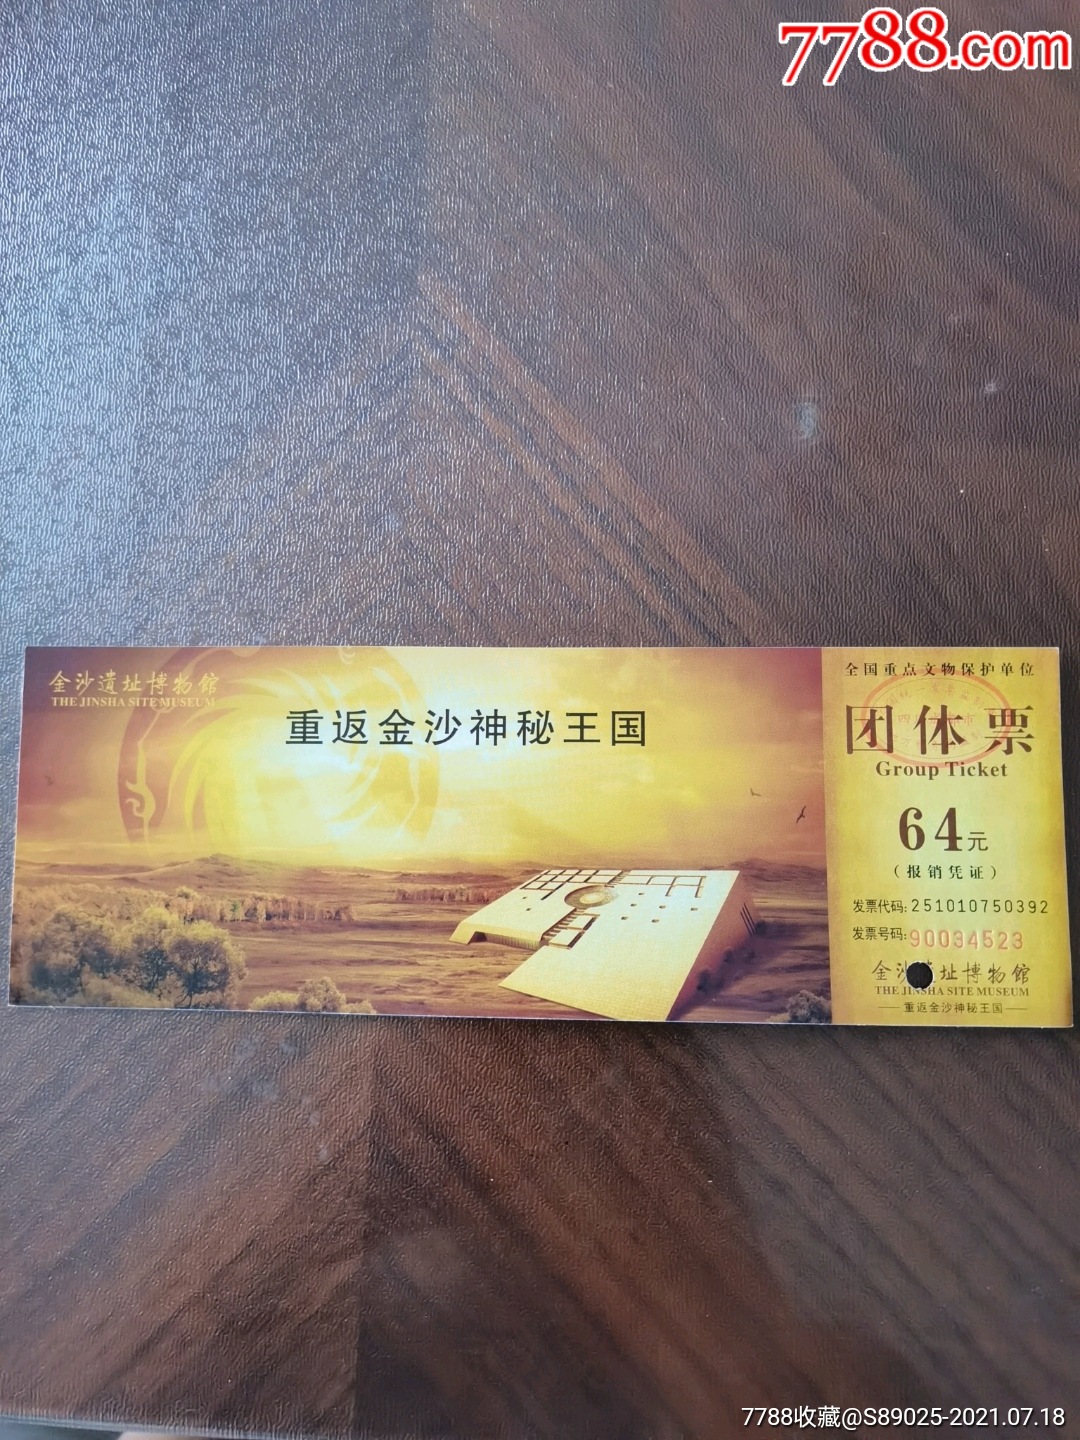 7788.com
金沙遗址博物馆
THE JINSHA SITE MUSEUM
重返金沙神秘王国
全国重点文物保护单位
团体票
Group Ticket
64元
（报销凭证）
发票代码:251010750392
发票号码:90034523
金沙遗址博物馆
THE JINSHA SITE MUSEUM
重返金沙神秘王国
7788收藏@S89025-2021.07.18